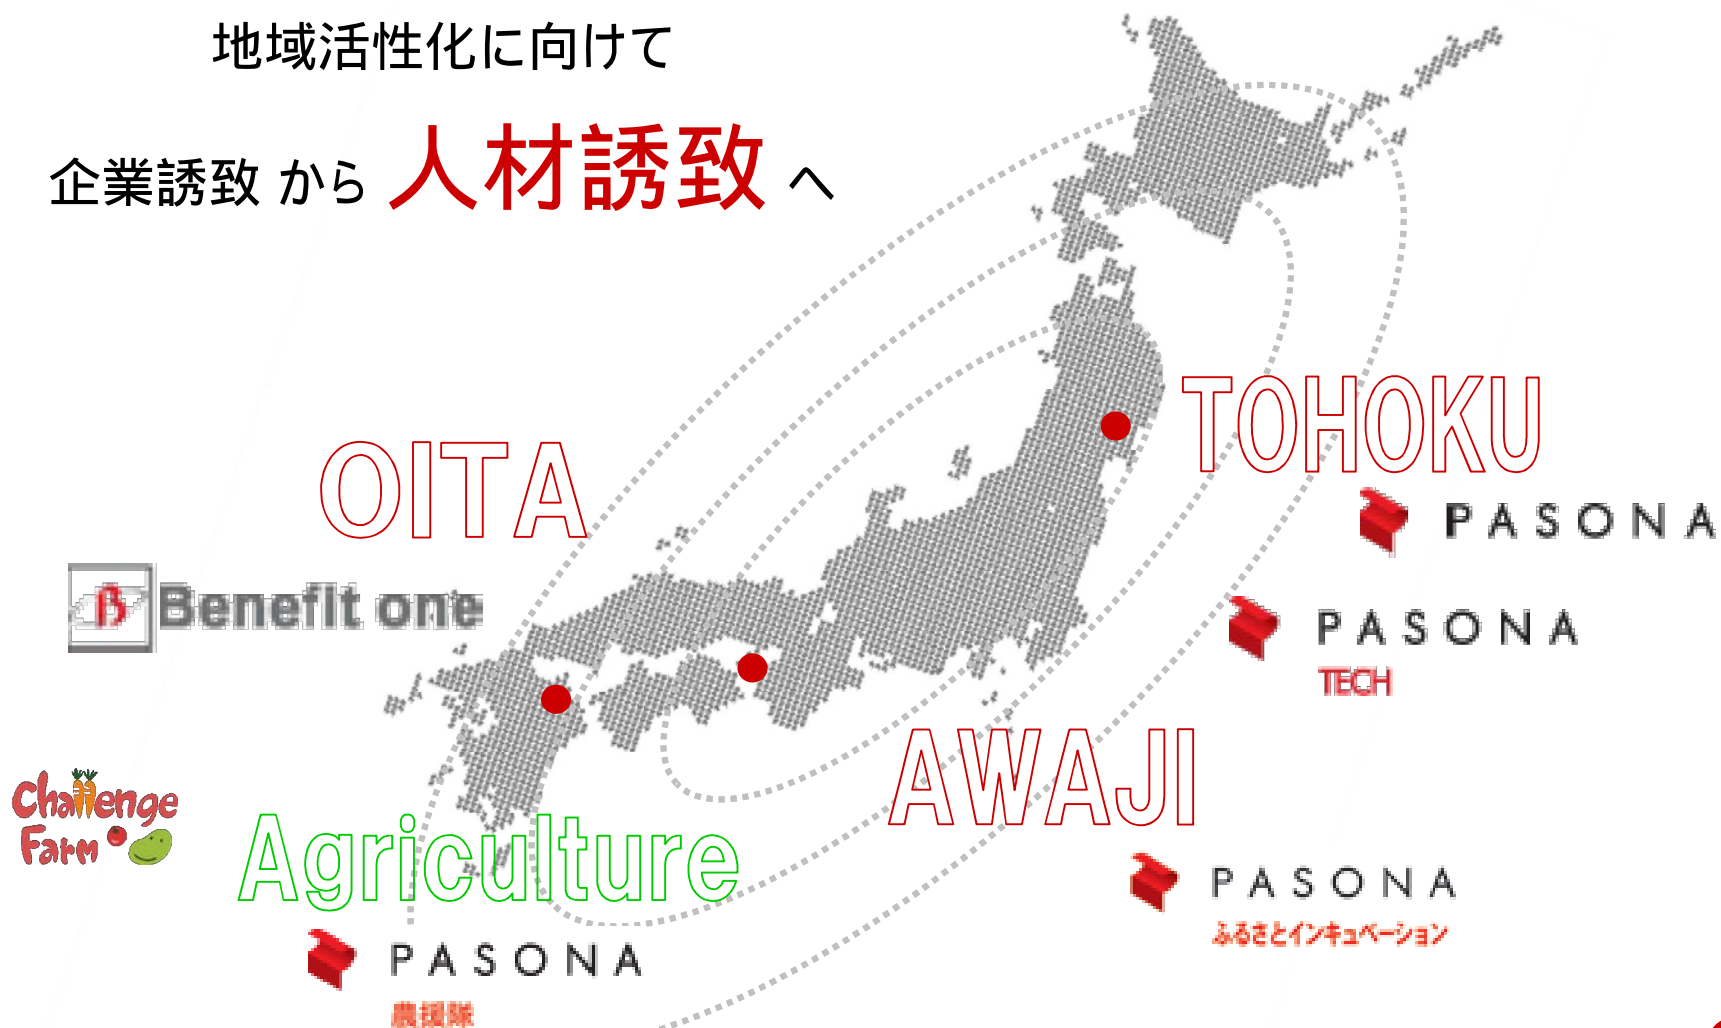 地域活性化に向けて
企業誘致 から 人材誘致 へ
TOHOKU
OITA
PASONA
β Benefit one
PASONA
TECH
AWAJI
Challenge
Farm
Agriculture
PASONA
ふるさとインキュベーション
PASONA
農援隊